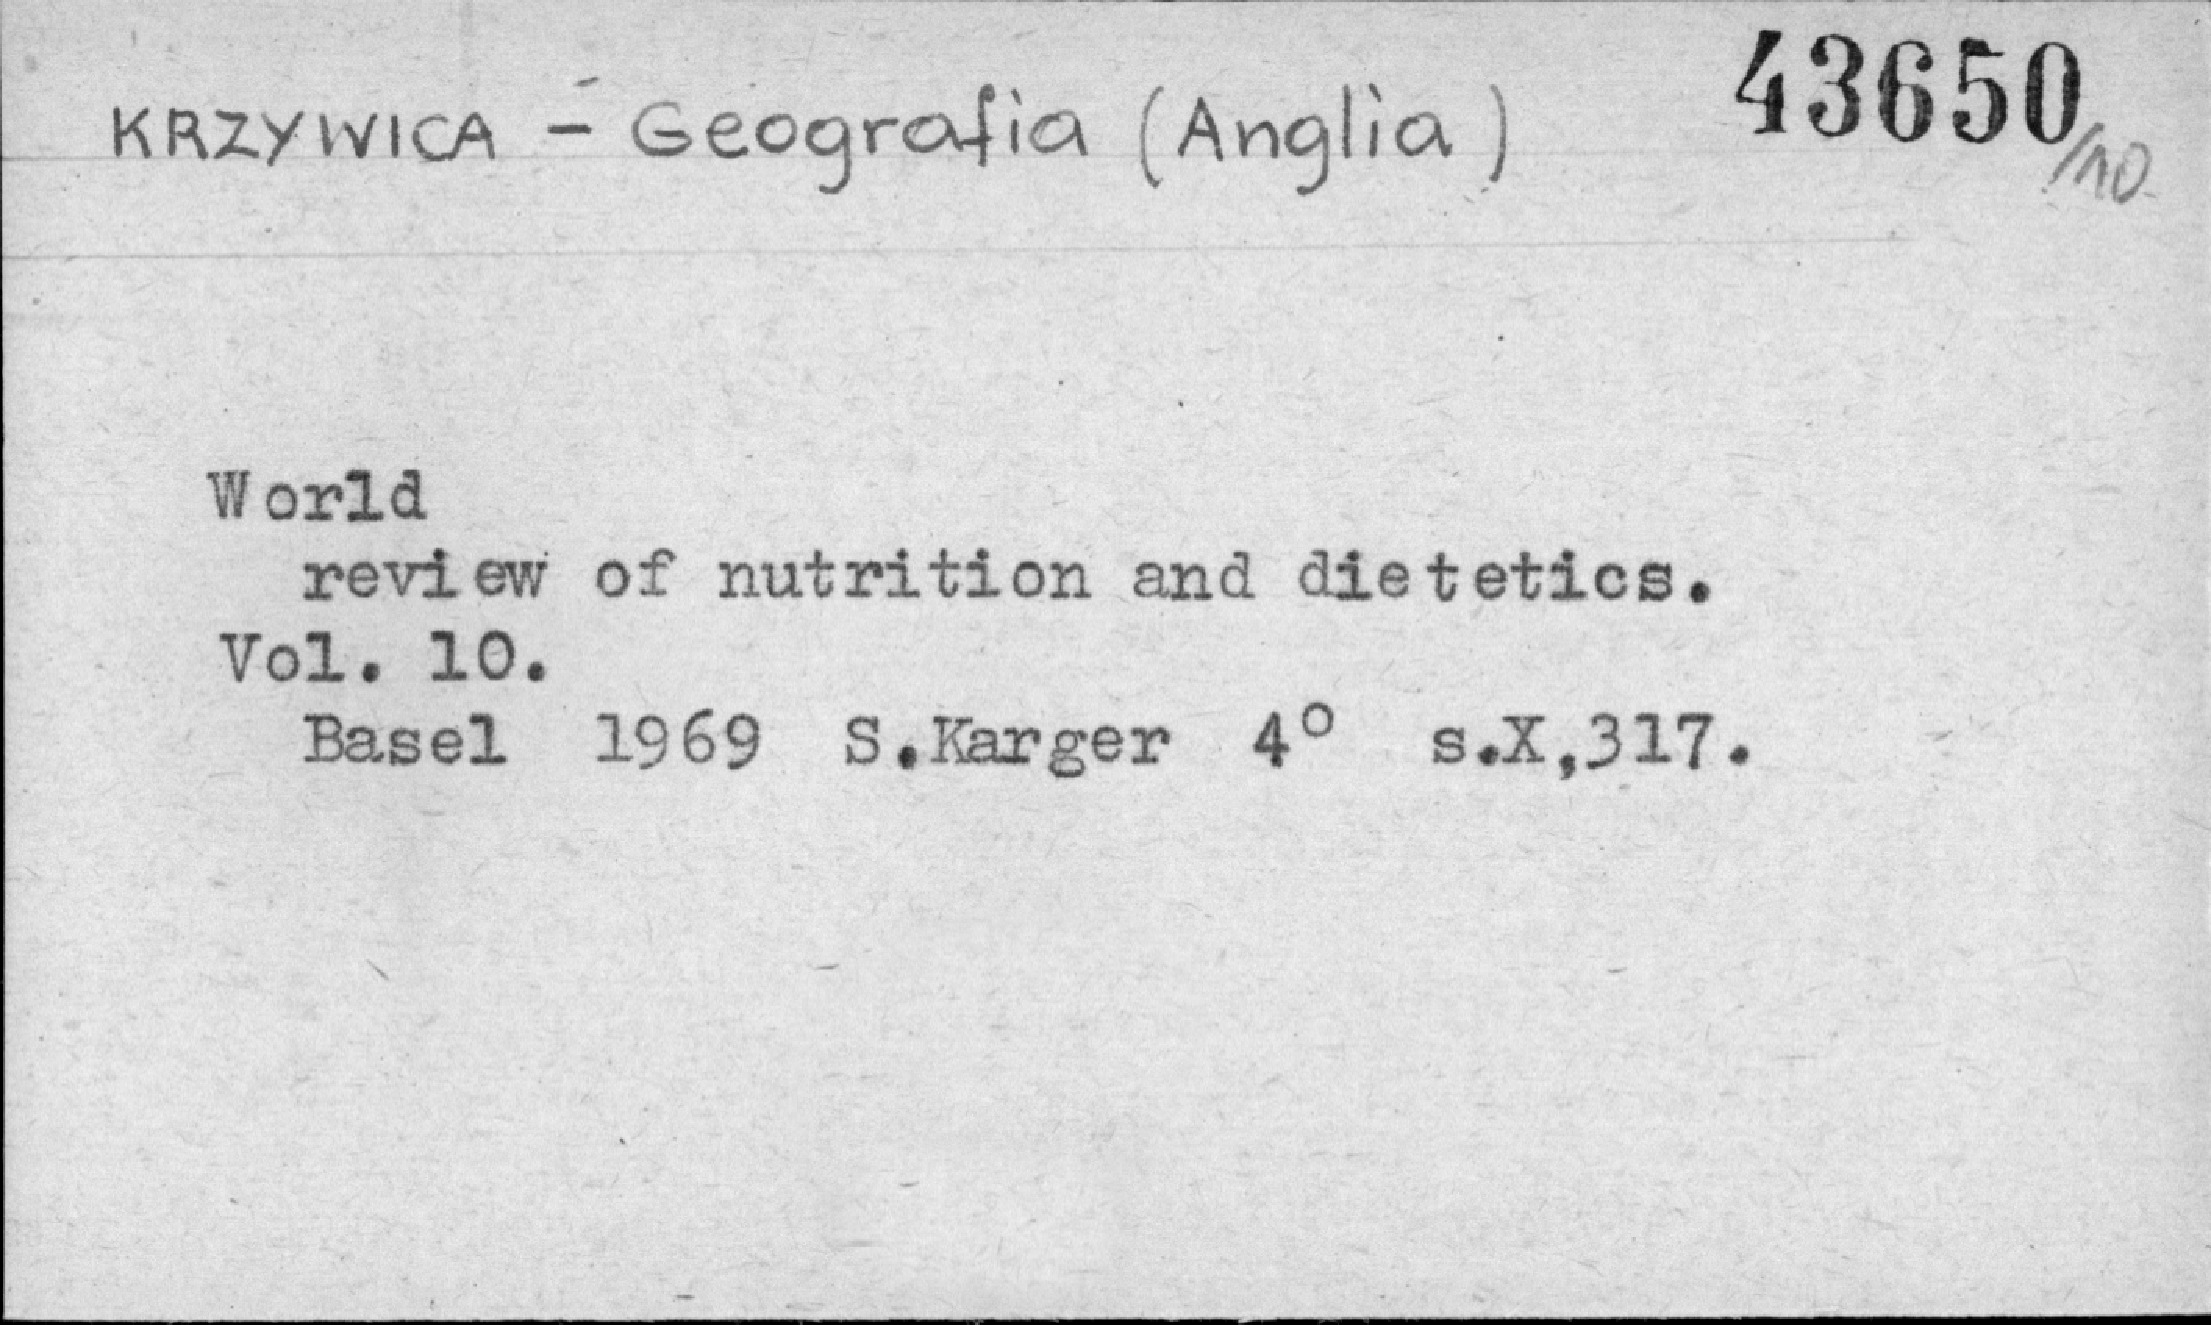 KRZYWICA - Geografia (Anglia) 43650/10
World
review of nutrition and dietetics.
Vol. 10.
Basel 1969 S.Karger 4° s.X,317.